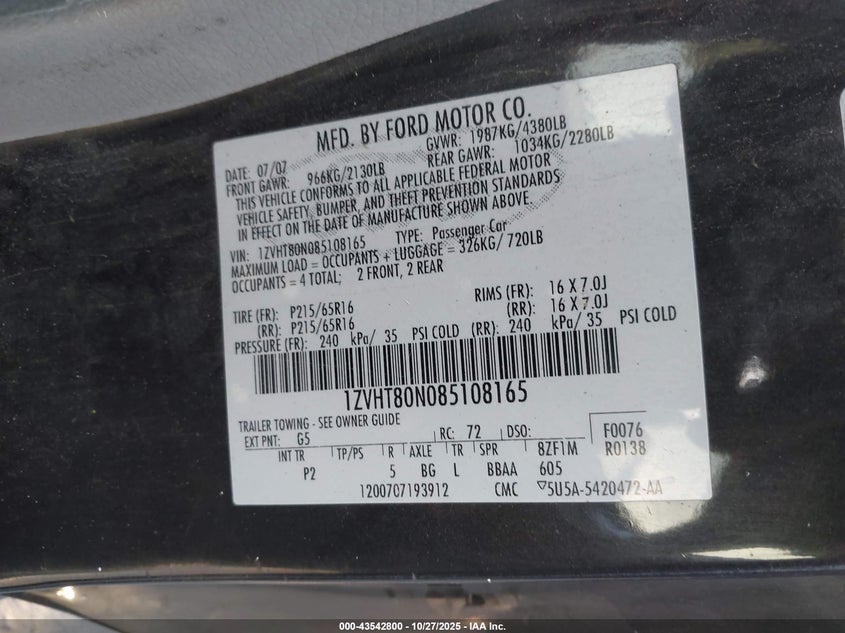 MFD. BY FORD MOTOR CO.
DATE: 07/07 GVWR: 1987KG/4380LB
FRONT GAWR: 966KG/2130LB REAR GAWR: 1034KG/2280LB
THIS VEHICLE CONFORMS TO ALL APPLICABLE FEDERAL MOTOR
VEHICLE SAFETY, BUMPER, AND THEFT PREVENTION STANDARDS
IN EFFECT ON THE DATE OF MANUFACTURE SHOWN ABOVE.
VIN: 1ZVHT80N085108165 TYPE: Passenger Car
MAXIMUM LOAD = OCCUPANTS + LUGGAGE = 326KG/ 720LB
OCCUPANTS = 4 TOTAL; 2 FRONT, 2 REAR
TIRE (FR): P215/65R16 RIMS (FR): 16 X 7.0J
(RR): P215/65R16 (RR): 16 X 7.0J
PRESSURE (FR): 240 kPa/ 35 PSI COLD (RR): 240 kPa/ 35 PSI COLD
1ZVHT80N085108165
TRAILER TOWING - SEE OWNER GUIDE
EXT PNT: G5 RC: 72 DSO: F0076
INT TR TP/PS R AXLE TR SPR 8ZF1M R0138
P2 5 BG L BBAA 605
1200707193912 CMC 5U5A-5420472-AA
000-43542800 - 10/27/2025 - IAA Inc.